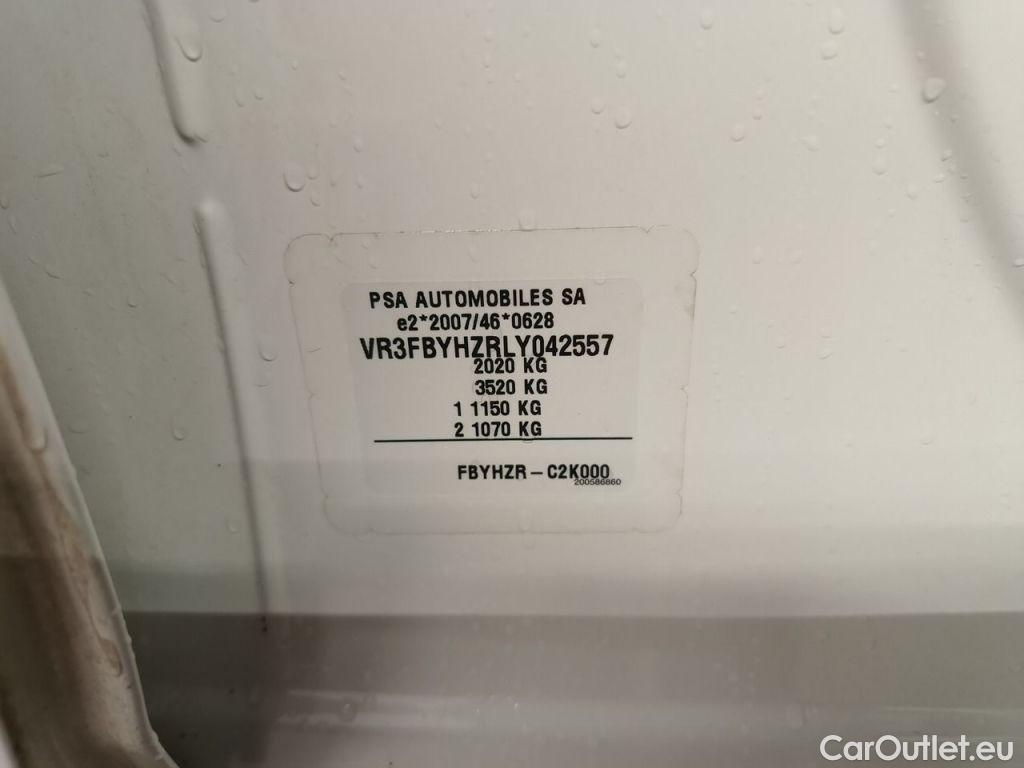 PSA AUTOMOBILES SA
e2*2007/46*0628
VR3FBYHZRLY042557
2020 KG
3520 KG
1 1150 KG
2 1070 KG
FBYHZR – C2K000
200586860
CarOutlet.eu